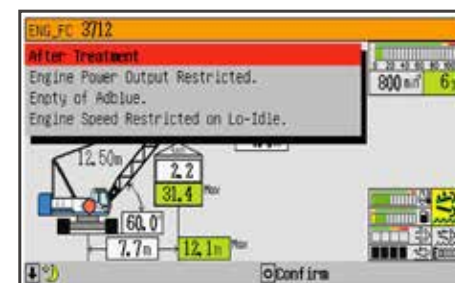 ENG_FC 3712
After Treatment
Engine Power Output Restricted.
Enpty of Adblue.
Engine Speed Restricted on Lo-Idle.
800
12.50m
2.2
31.4 Max
60.0
7.7m
12.1m Max
Confirm